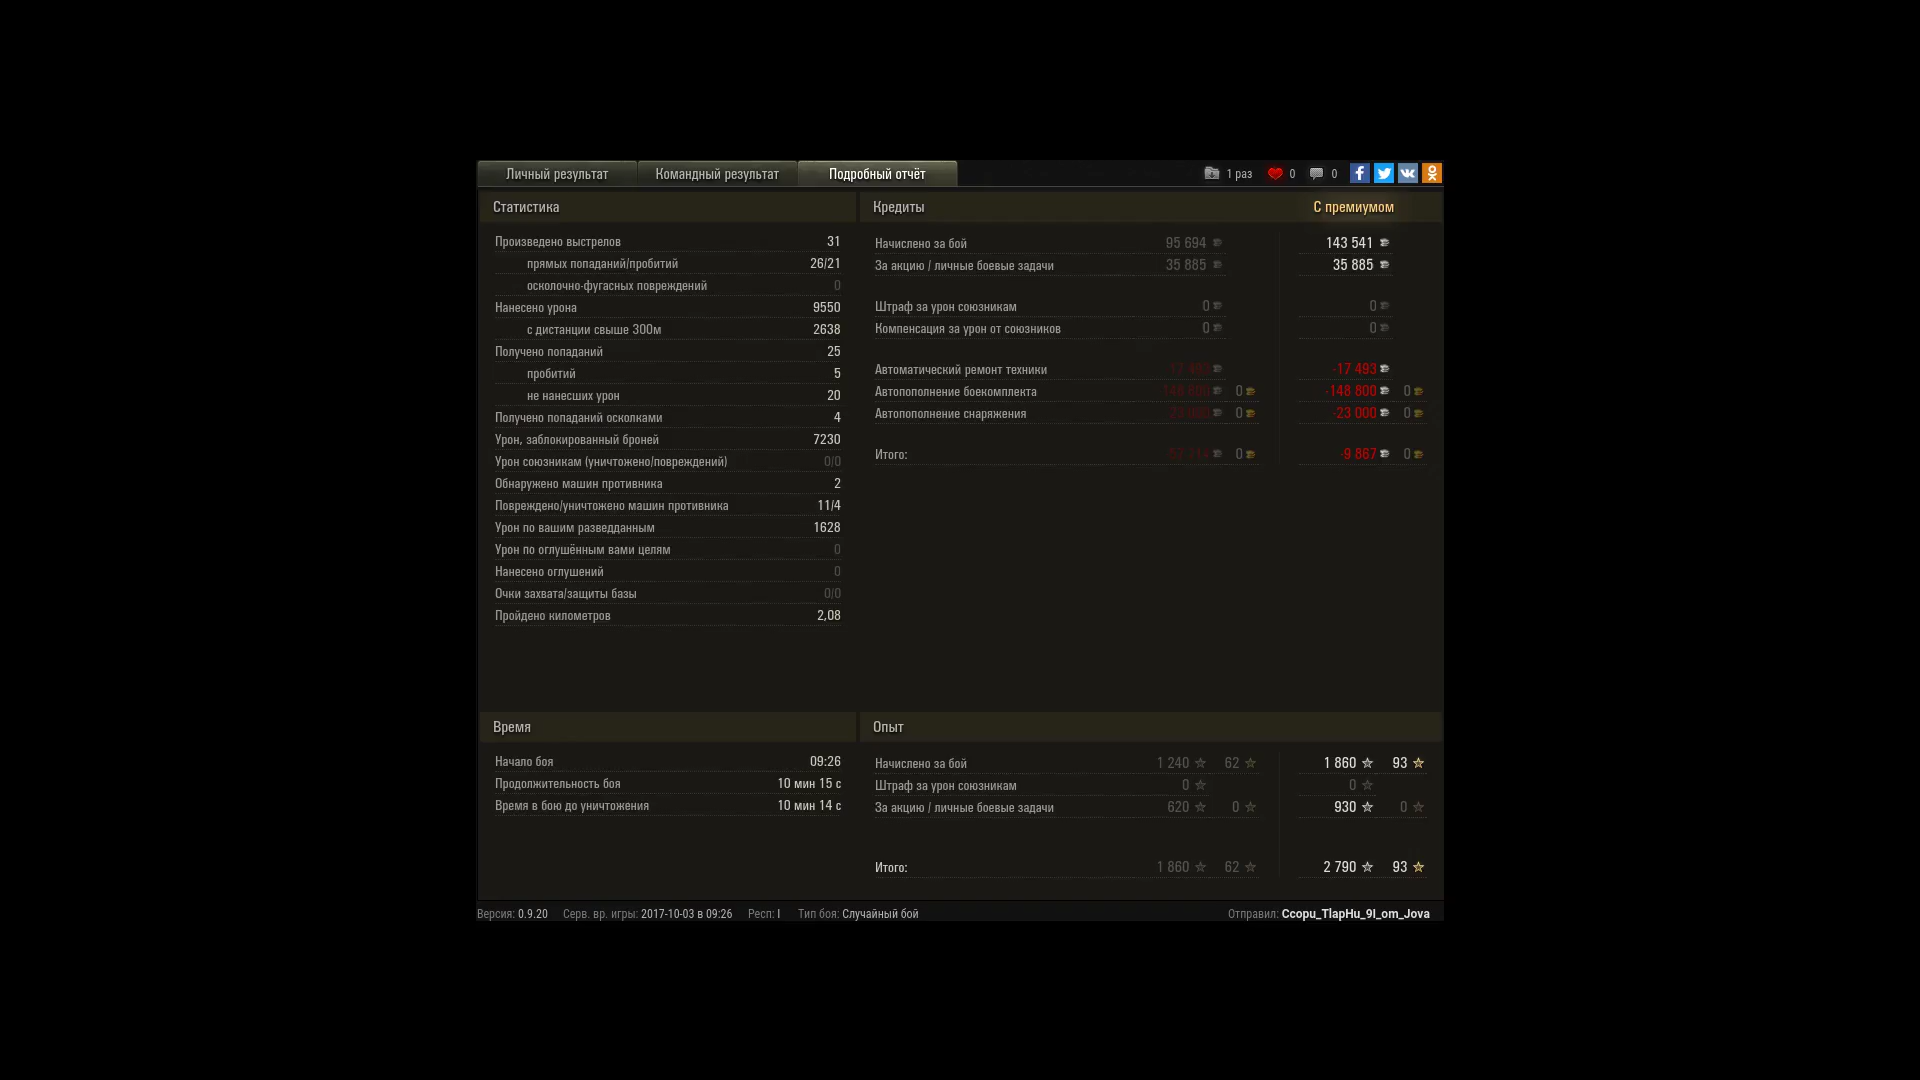 Личный результат Командный результат Подробный отчёт 1 раз 0 0
Статистика
Произведено выстрелов 31
прямых попаданий/пробитий 26/21
осколочно-фугасных повреждений 0
Нанесено урона 9550
с дистанции свыше 300м 2638
Получено попаданий 25
пробитий 5
не нанесших урон 20
Получено попаданий осколками 4
Урон, заблокированный броней 7230
Урон союзникам (уничтожено/повреждений) 0/0
Обнаружено машин противника 2
Повреждено/уничтожено машин противника 11/4
Урон по вашим разведданным 1628
Урон по оглушённым вами целям 0
Нанесено оглушений 0
Очки захвата/защиты базы 0/0
Пройдено километров 2,08
Кредиты С премиумом
Начислено за бой 95 694 143 541
За акцию / личные боевые задачи 35 885 35 885
Штраф за урон союзникам 0 0
Компенсация за урон от союзников 0 0
Автоматический ремонт техники -17 493 -17 493
Автопополнение боекомплекта -148 800 0 -148 800 0
Автопополнение снаряжения -23 000 0 -23 000 0
Итого: 0 -9 867 0
Время
Начало боя 09:26
Продолжительность боя 10 мин 15 с
Время в бою до уничтожения 10 мин 14 с
Опыт
Начислено за бой 1 240 62 1 860 93
Штраф за урон союзникам 0 0
За акцию / личные боевые задачи 620 0 930 0
Итого: 1 860 62 2 790 93
Версия: 0.9.20 Серв. вр. игры: 2017-10-03 в 09:26 Респ: I Тип боя: Случайный бой Отправил: Ccopu_TlapHu_9I_om_Jova